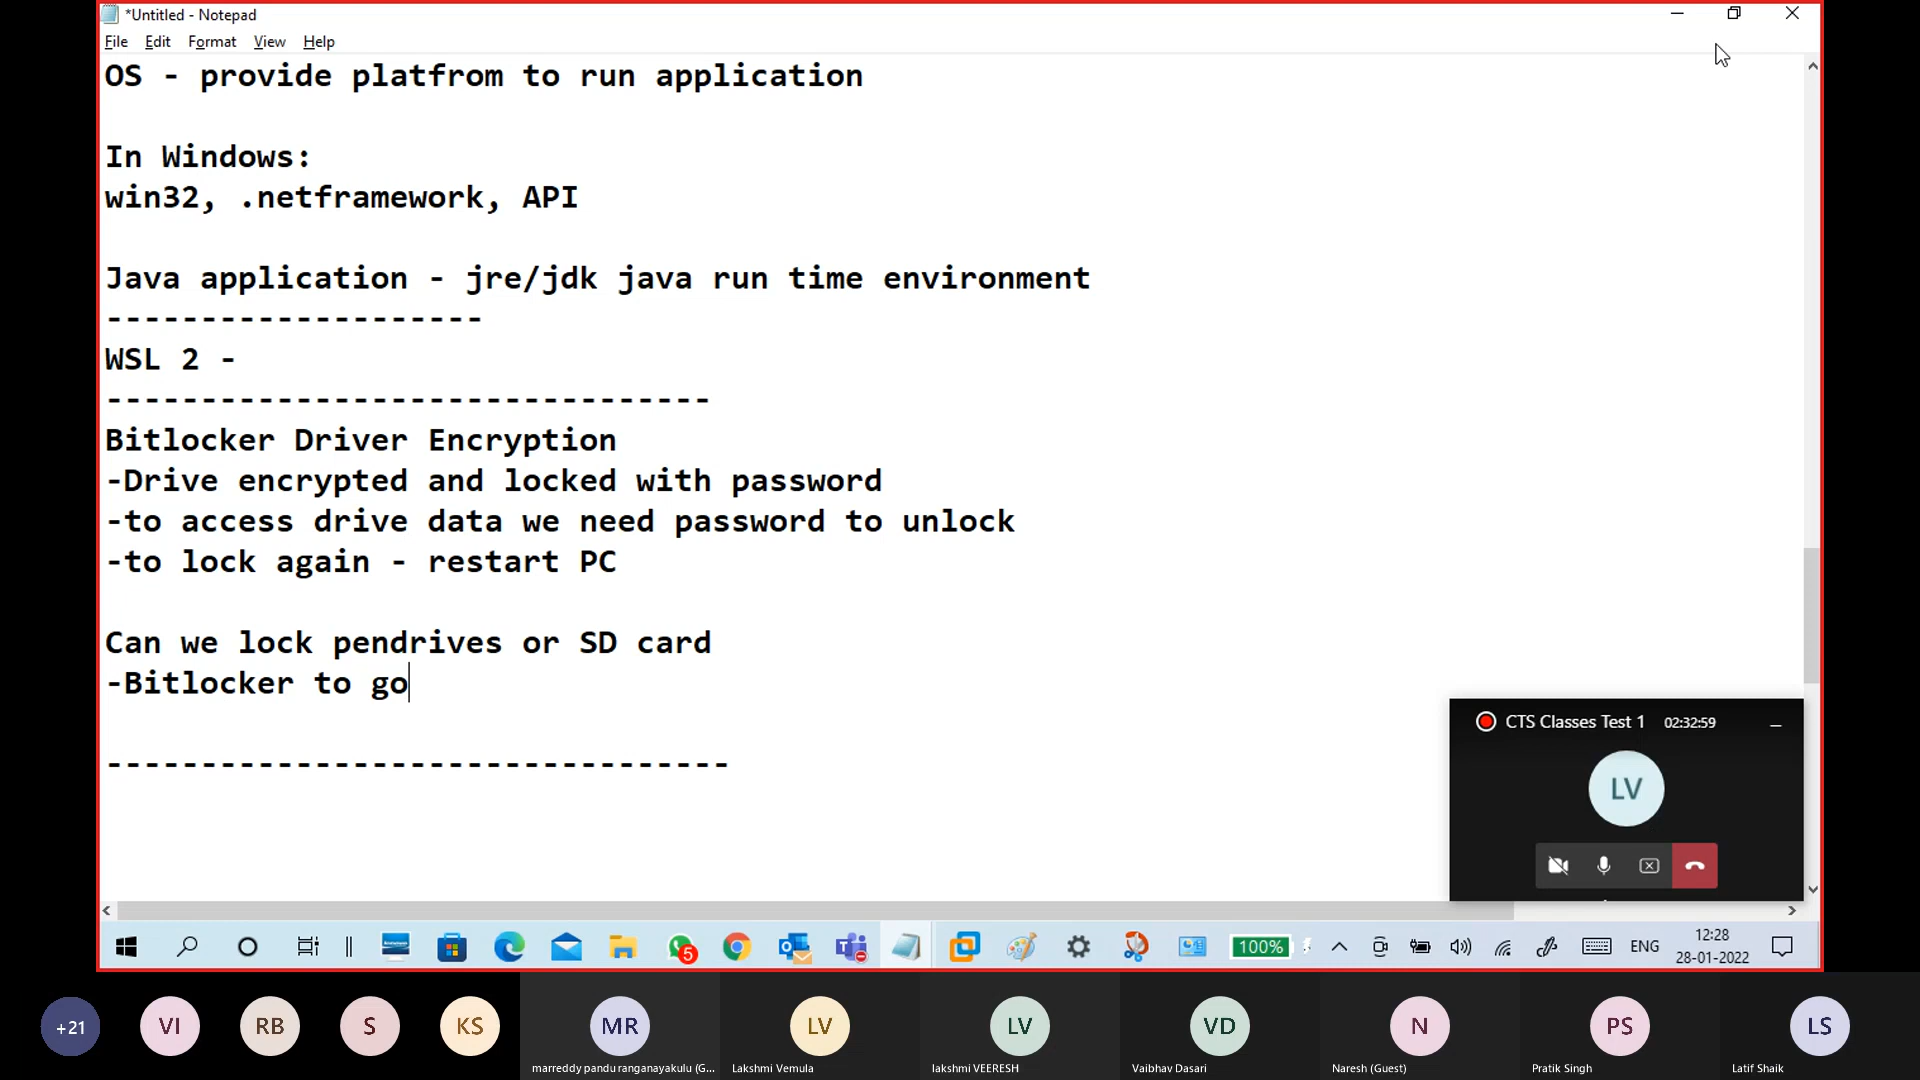 *Untitled - Notepad
File Edit Format View Help
OS - provide platfrom to run application
In Windows:
win32, .netframework, API
Java application - jre/jdk java run time environment
--------------------
WSL 2 -
--------------------------------
Bitlocker Driver Encryption
-Drive encrypted and locked with password
-to access drive data we need password to unlock
-to lock again - restart PC
Can we lock pendrives or SD card
-Bitlocker to go
---------------------------------
CTS Classes Test 1 02:32:59
LV
5
100%
ENG
12:28
28-01-2022
+21 VI RB S KS MR LV LV VD N PS LS
marreddy pandu ranganayakulu (G... Lakshmi Vemula lakshmi VEERESH Vaibhav Dasari Naresh (Guest) Pratik Singh Latif Shaik